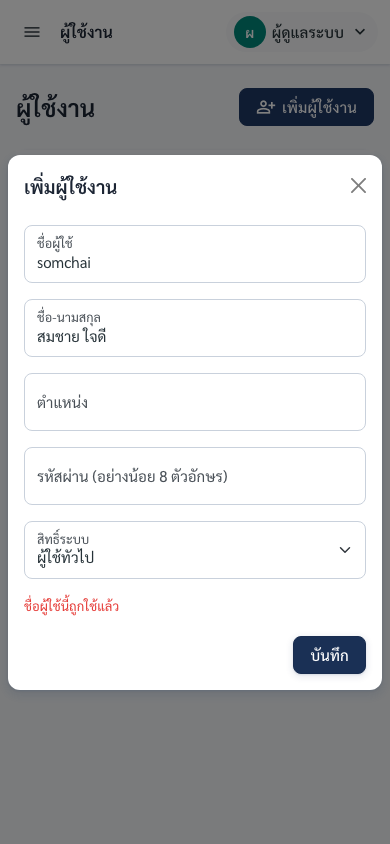 ผู้ใช้งาน
ผ ผู้ดูแลระบบ
ผู้ใช้งาน
เพิ่มผู้ใช้งาน
เพิ่มผู้ใช้งาน
ชื่อผู้ใช้
somchai
ชื่อ-นามสกุล
สมชาย ใจดี
ตำแหน่ง
รหัสผ่าน (อย่างน้อย 8 ตัวอักษร)
สิทธิ์ระบบ
ผู้ใช้ทั่วไป
ชื่อผู้ใช้นี้ถูกใช้แล้ว
บันทึก